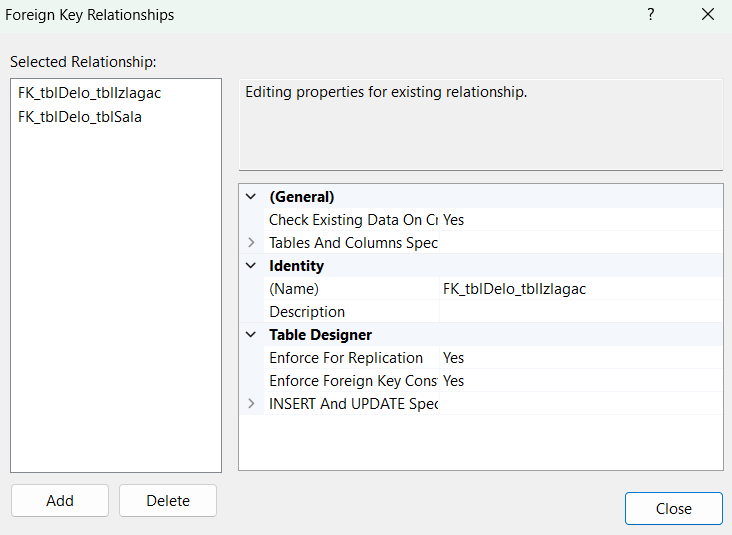 Foreign Key Relationships
?
Selected Relationship:
FK_tblDelo_tblIzlagac
FK_tblDelo_tblSala
Editing properties for existing relationship.
(General)
Check Existing Data On Cr Yes
Tables And Columns Spec
Identity
(Name) FK_tblDelo_tblIzlagac
Description
Table Designer
Enforce For Replication Yes
Enforce Foreign Key Cons Yes
INSERT And UPDATE Spec
Add Delete
Close